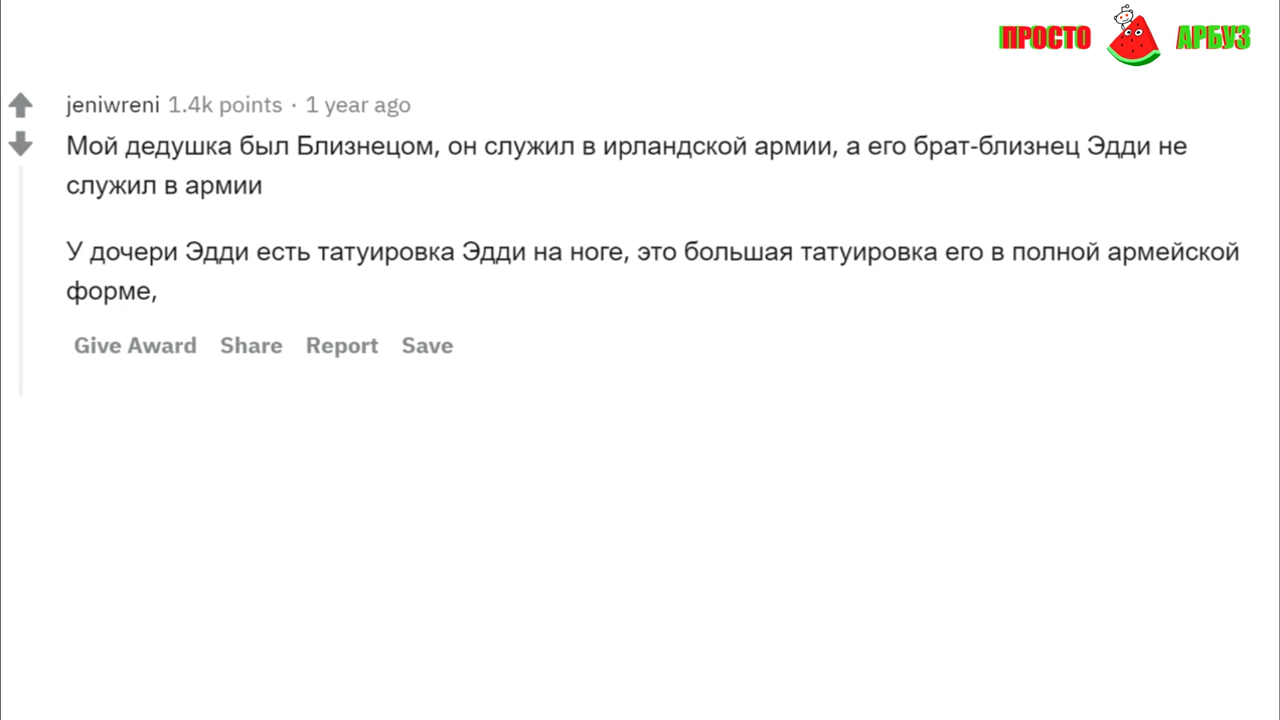 ПРОСТО АРБУЗ
jeniwreni 1.4k points · 1 year ago
Мой дедушка был Близнецом, он служил в ирландской армии, а его брат-близнец Эдди не
служил в армии
У дочери Эдди есть татуировка Эдди на ноге, это большая татуировка его в полной армейской
форме,
Give Award Share Report Save